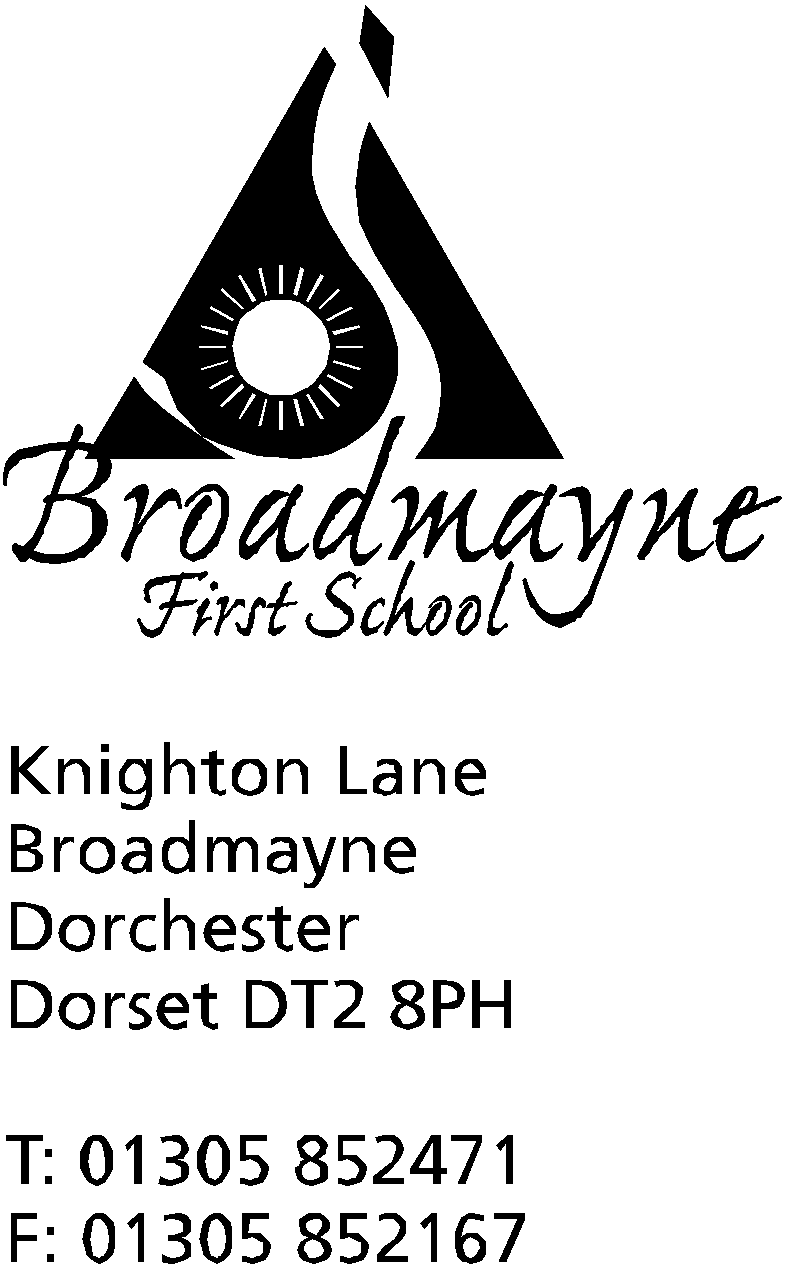 Broadmayne
First School
Knighton Lane
Broadmayne
Dorchester
Dorset DT2 8PH
T: 01305 852471
F: 01305 852167